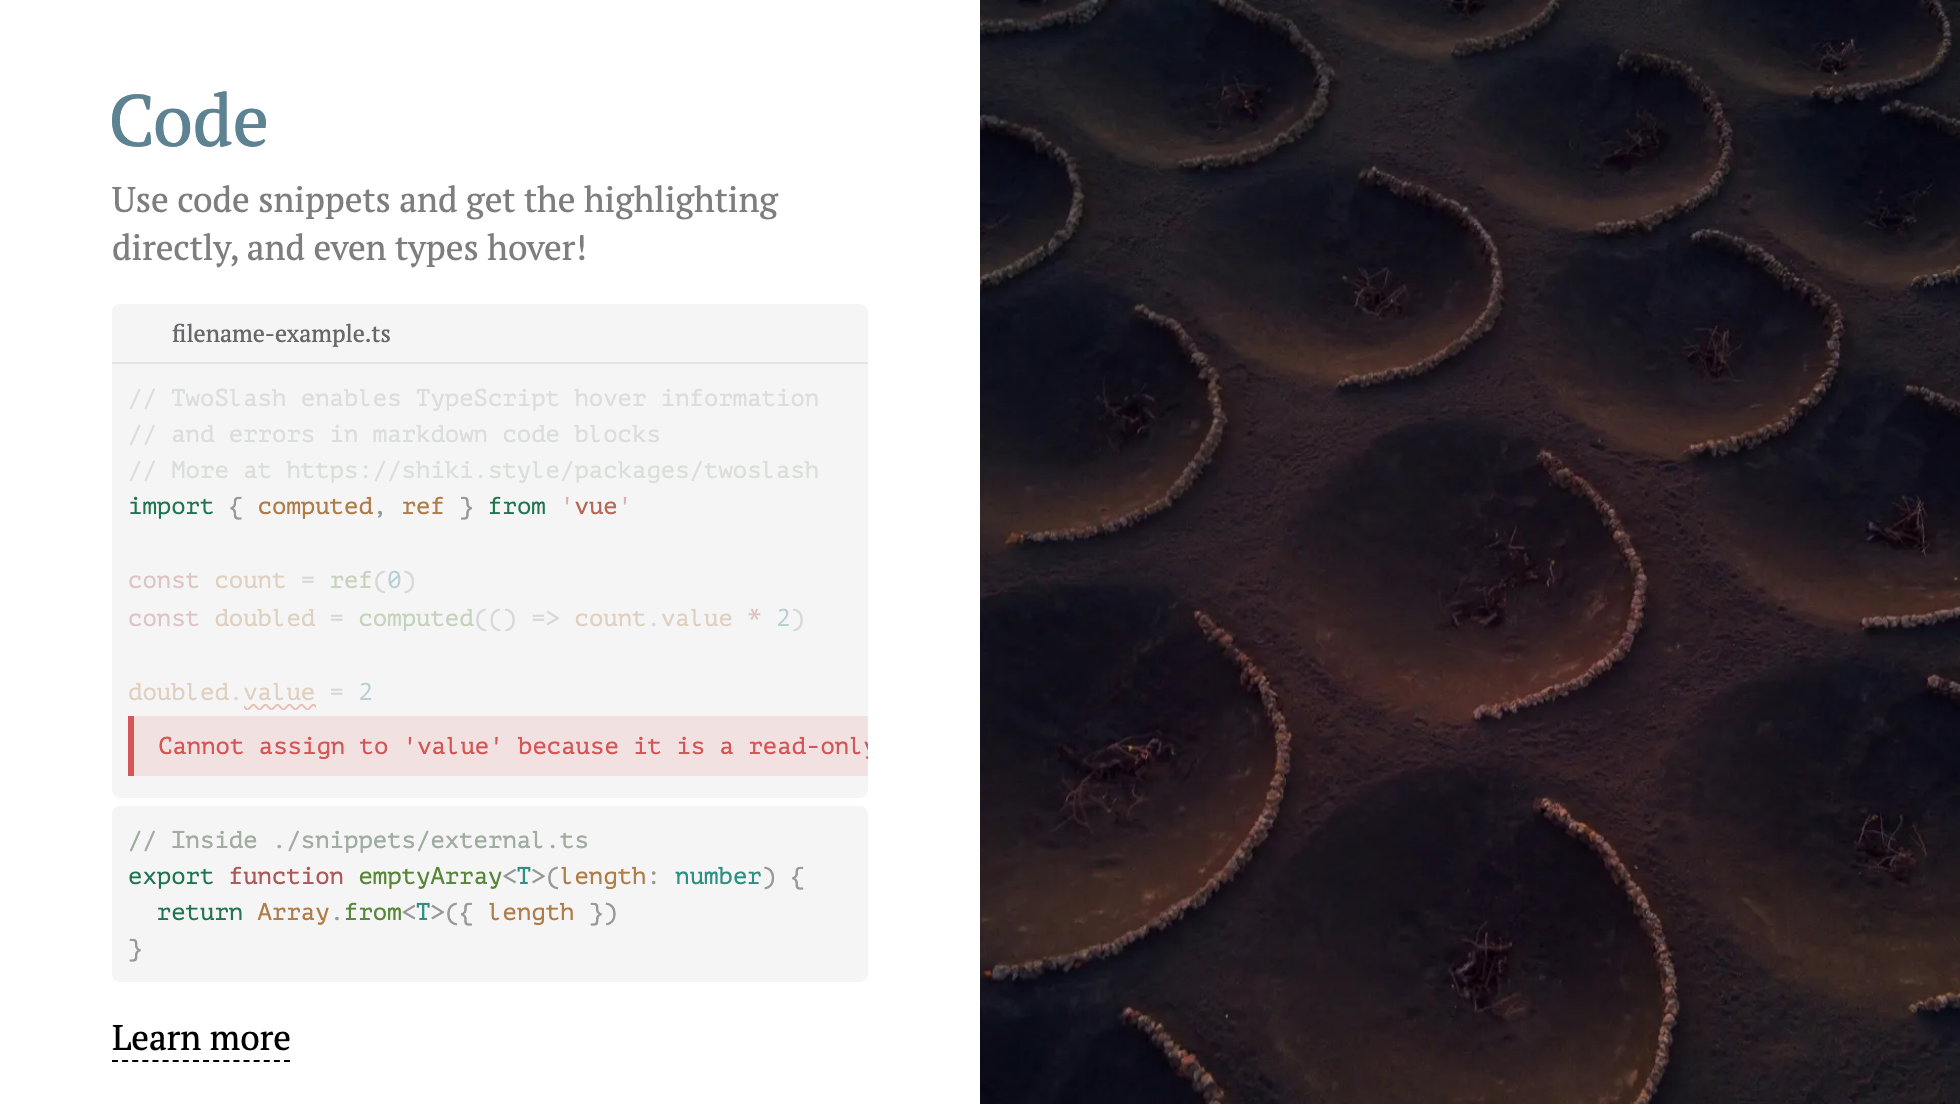 Code
Use code snippets and get the highlighting
directly, and even types hover!
filename-example.ts
// TwoSlash enables TypeScript hover information
// and errors in markdown code blocks
// More at https://shiki.style/packages/twoslash
import { computed, ref } from 'vue'
const count = ref(0)
const doubled = computed(() => count.value * 2)
doubled.value = 2
Cannot assign to 'value' because it is a read-only
// Inside ./snippets/external.ts
export function emptyArray<T>(length: number) {
  return Array.from<T>({ length })
}
Learn more